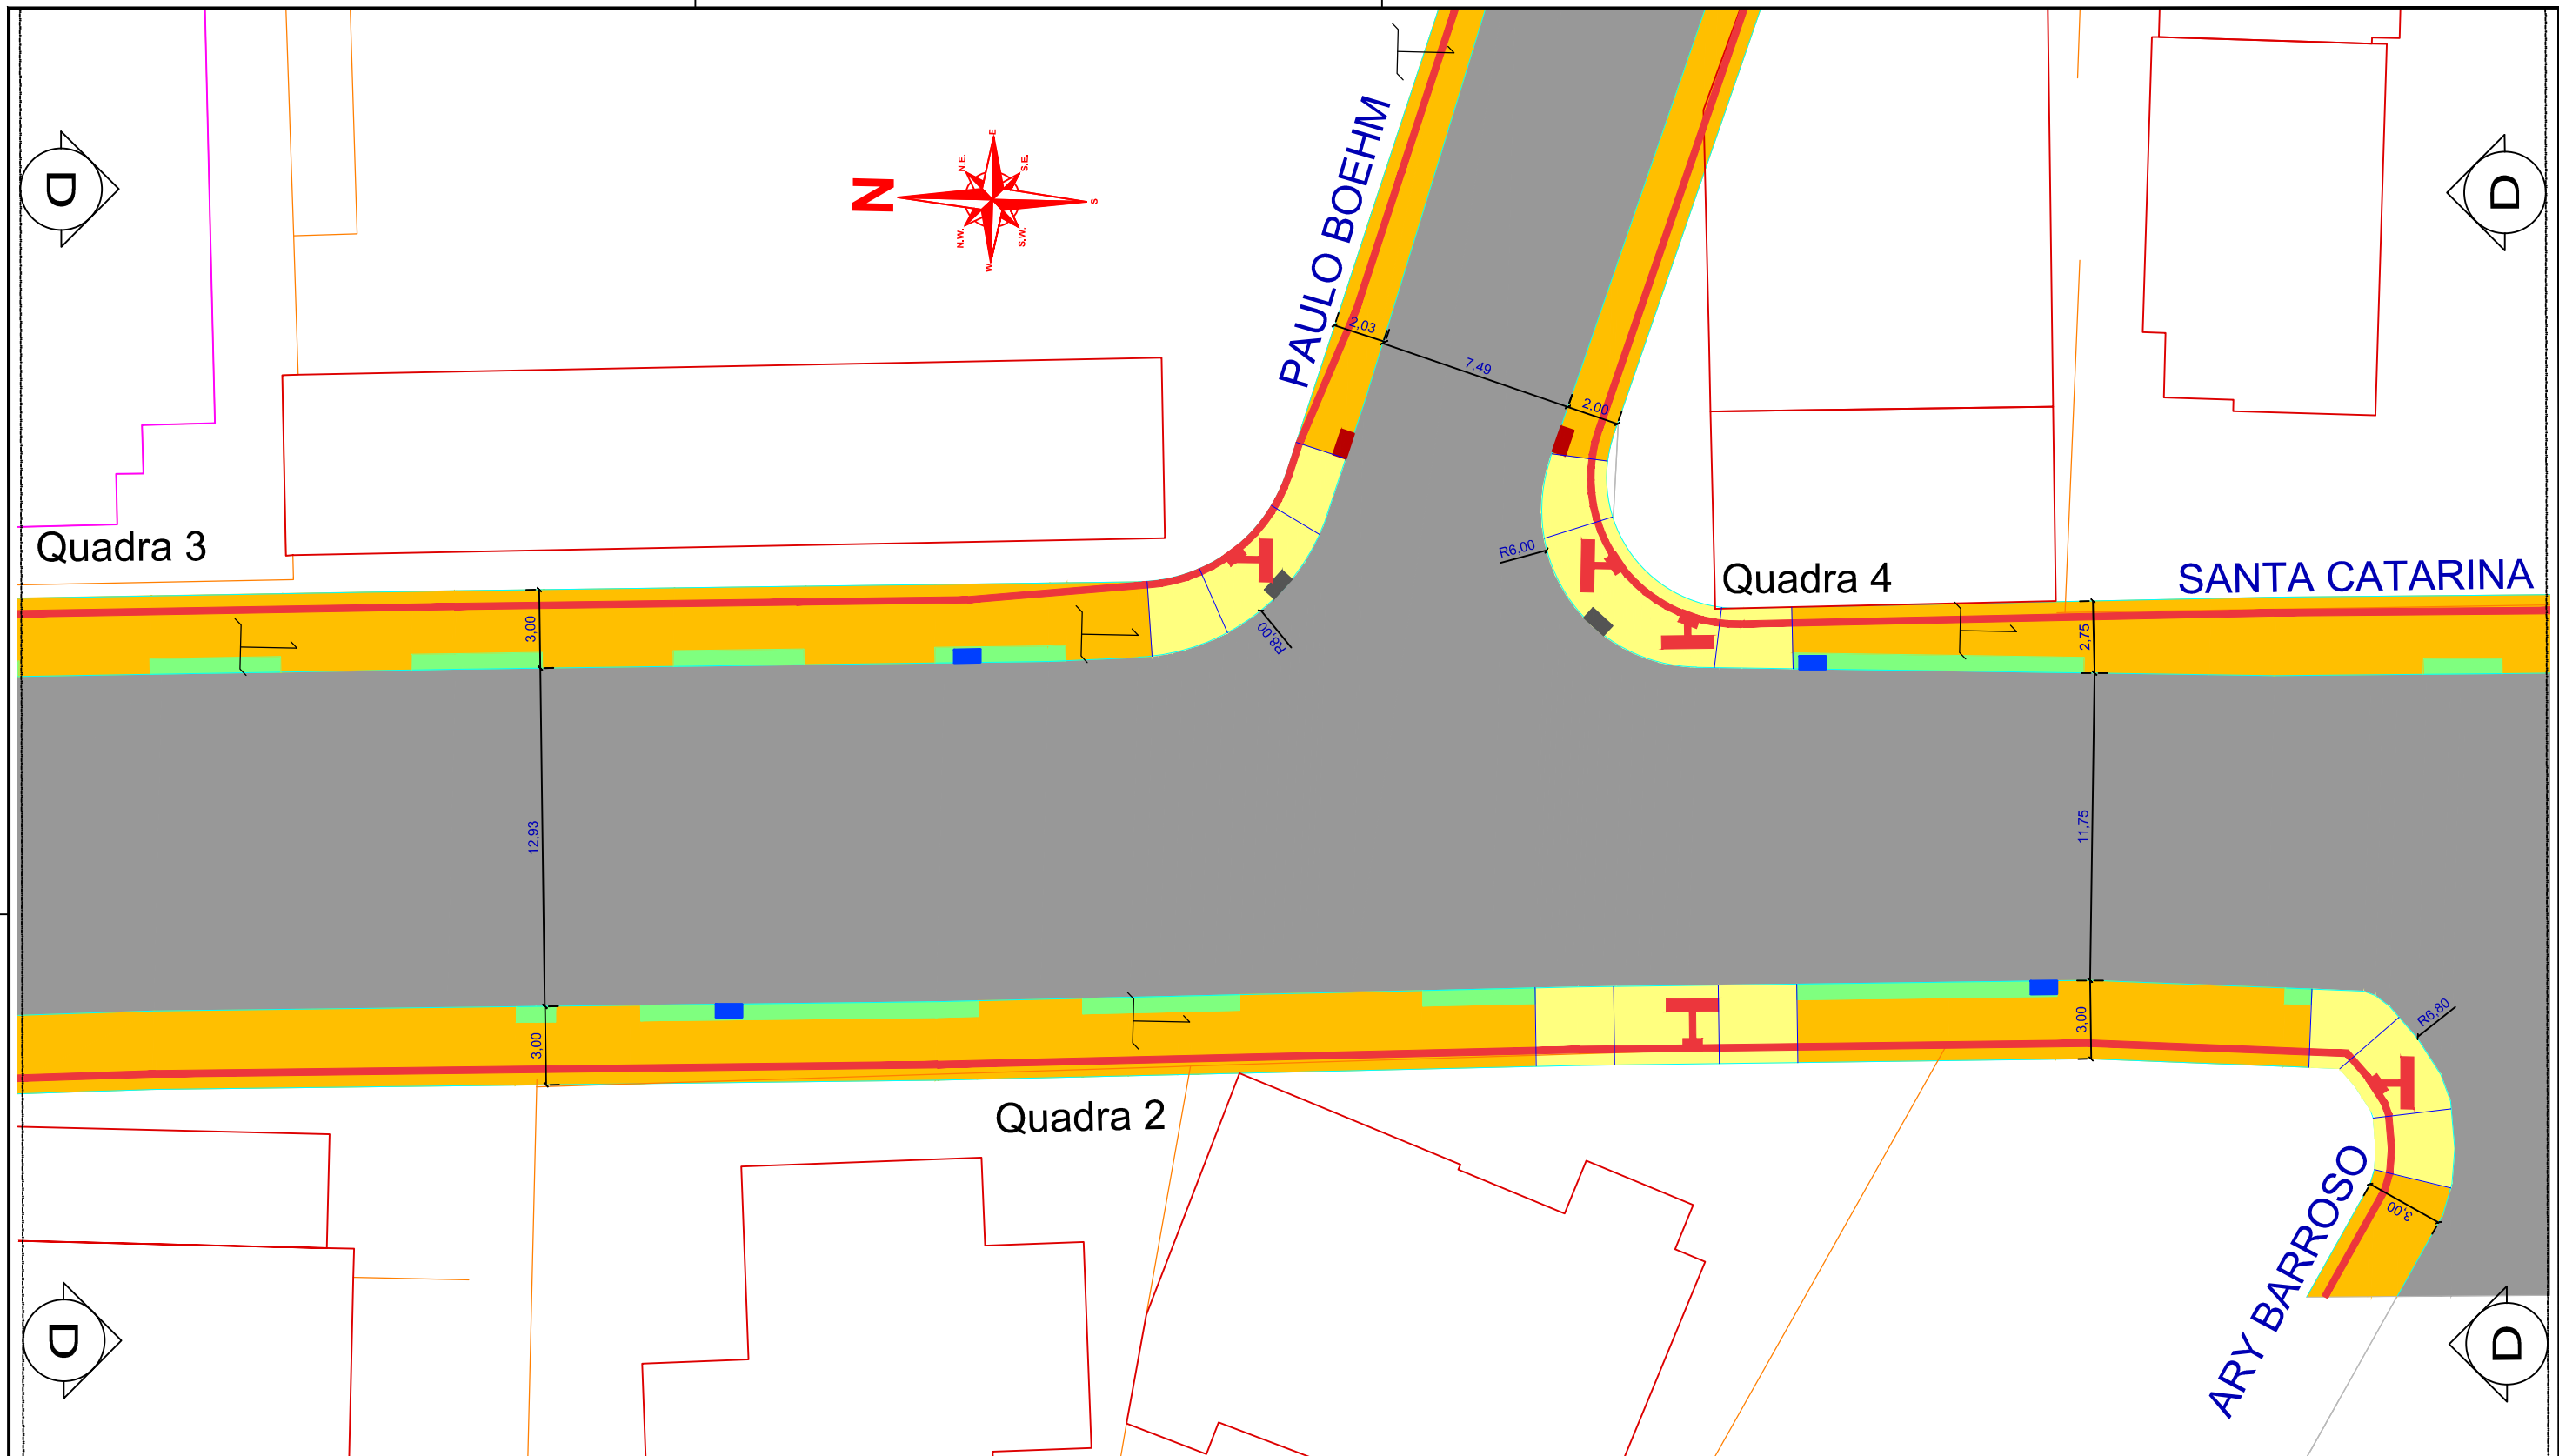 D
D
PAULO BOEHM
N
N.E.
E
S.E.
S
S.W.
W
N.W.
2,03
7,49
2,00
Quadra 3
R6,00
Quadra 4
SANTA CATARINA
3,00
R8,00
2,75
12,93
11,75
3,00
3,00
R6,80
Quadra 2
3,00
ARY BARROSO
D
D